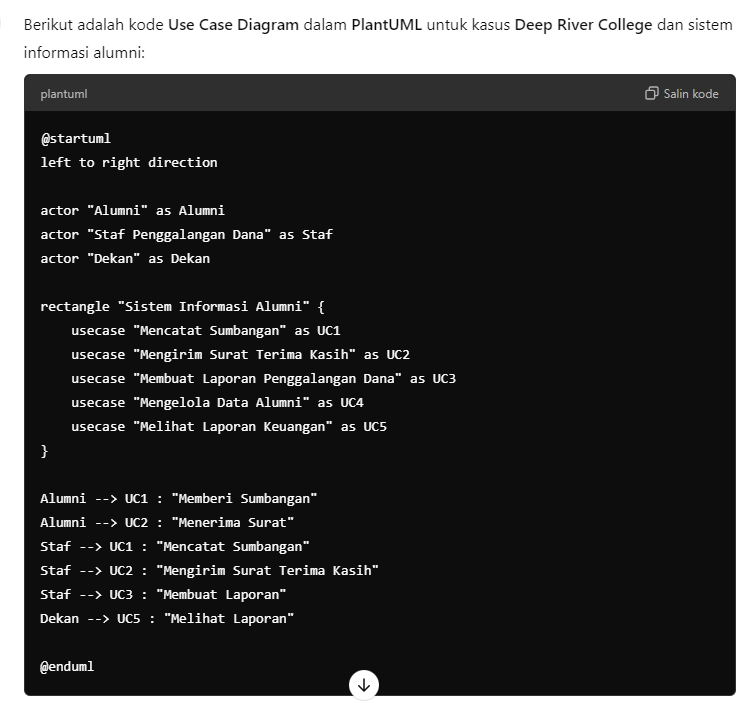 Berikut adalah kode Use Case Diagram dalam PlantUML untuk kasus Deep River College dan sistem
informasi alumni:
plantuml
Salin kode
@startuml
left to right direction
actor "Alumni" as Alumni
actor "Staf Penggalangan Dana" as Staf
actor "Dekan" as Dekan
rectangle "Sistem Informasi Alumni" {
    usecase "Mencatat Sumbangan" as UC1
    usecase "Mengirim Surat Terima Kasih" as UC2
    usecase "Membuat Laporan Penggalangan Dana" as UC3
    usecase "Mengelola Data Alumni" as UC4
    usecase "Melihat Laporan Keuangan" as UC5
}
Alumni --> UC1 : "Memberi Sumbangan"
Alumni --> UC2 : "Menerima Surat"
Staf --> UC1 : "Mencatat Sumbangan"
Staf --> UC2 : "Mengirim Surat Terima Kasih"
Staf --> UC3 : "Membuat Laporan"
Dekan --> UC5 : "Melihat Laporan"
@enduml